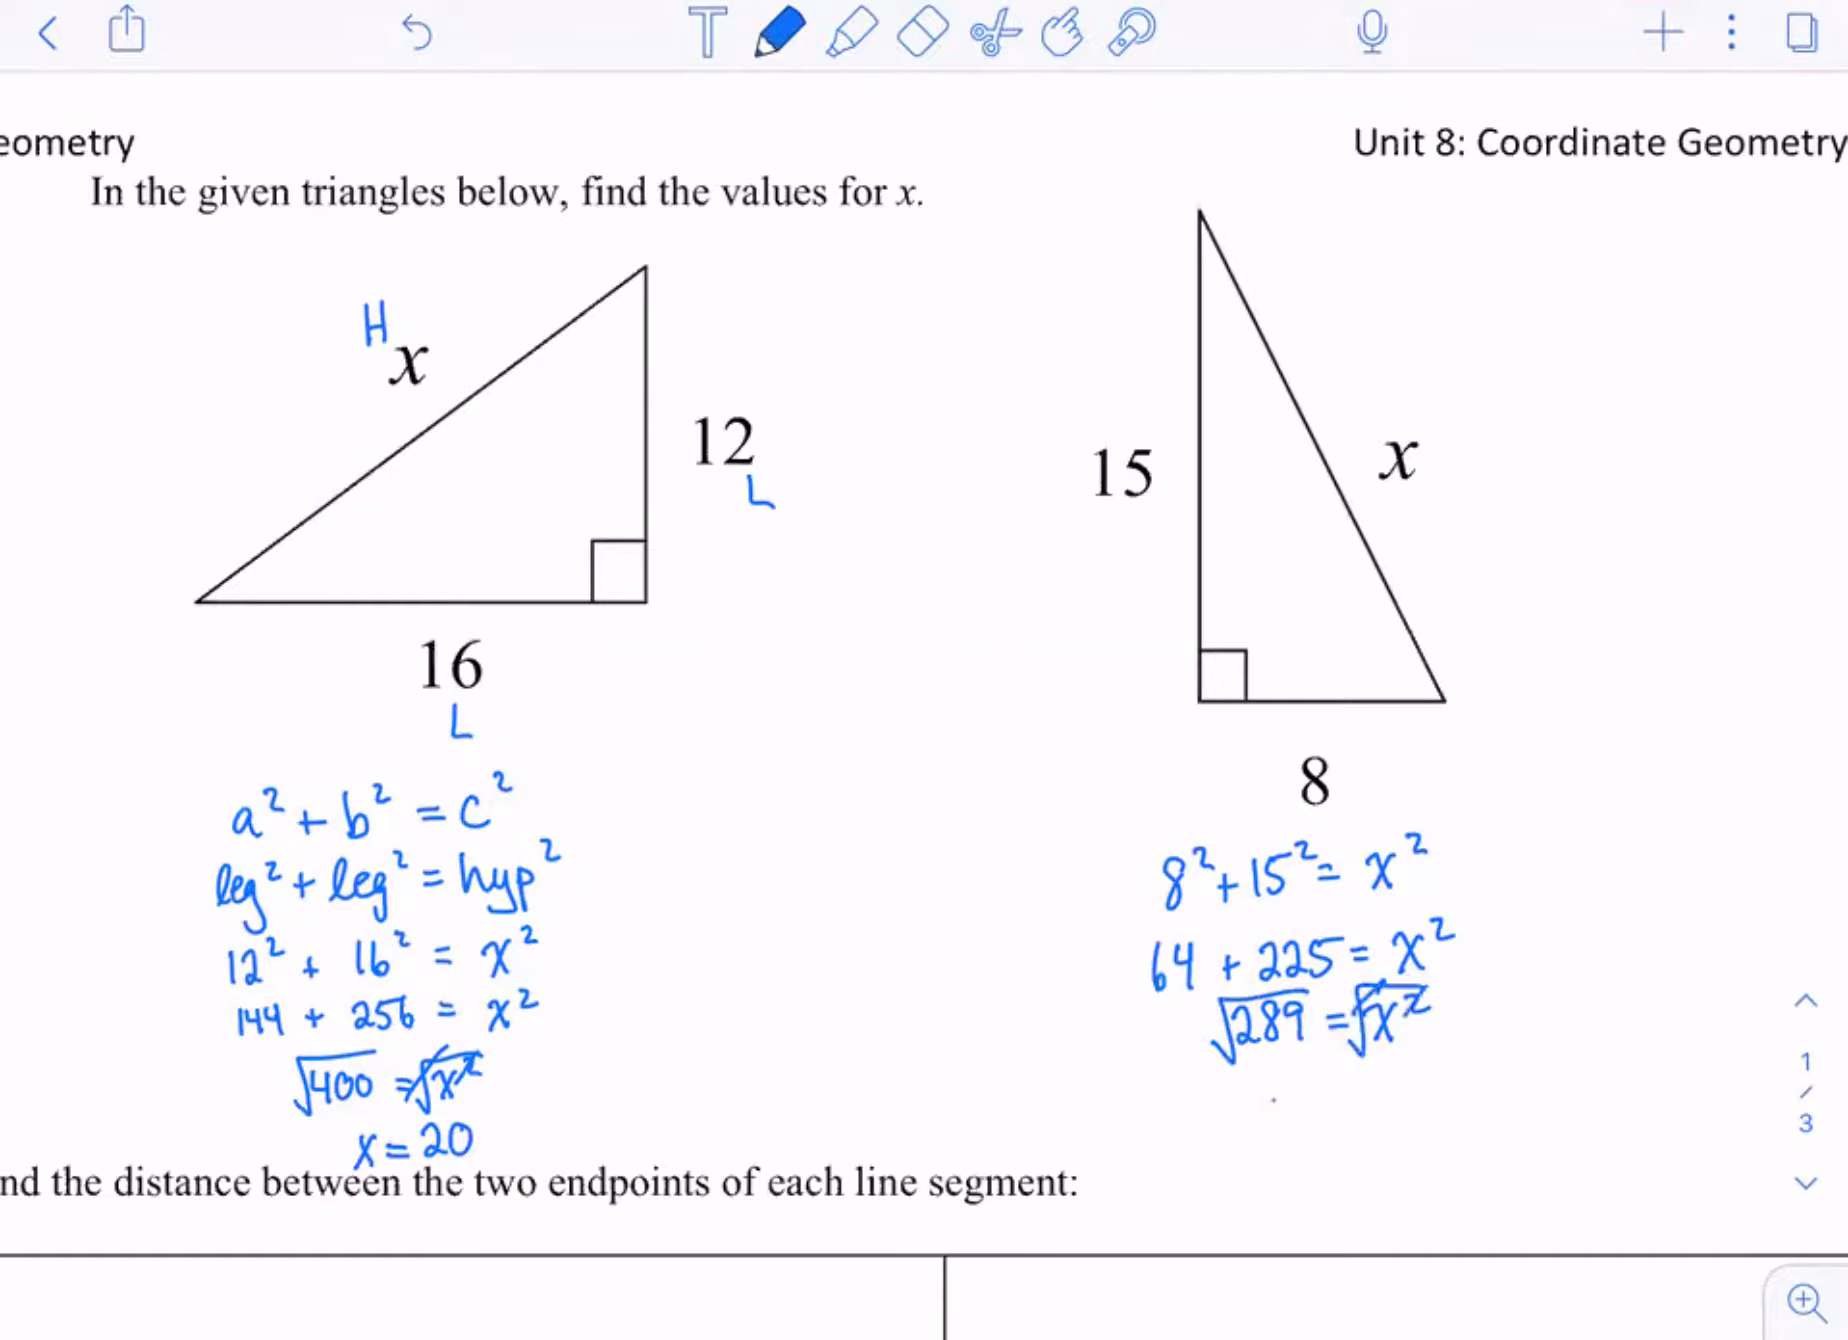 eometry
Unit 8: Coordinate Geometry
In the given triangles below, find the values for x.
H
x
12
L
16
L
a² + b² = c²
leg² + leg² = hyp²
12² + 16² = x²
144 + 256 = x²
√400 = √x²
x = 20
15
x
8
8² + 15² = x²
64 + 225 = x²
√289 = √x²
nd the distance between the two endpoints of each line segment:
1
/
3